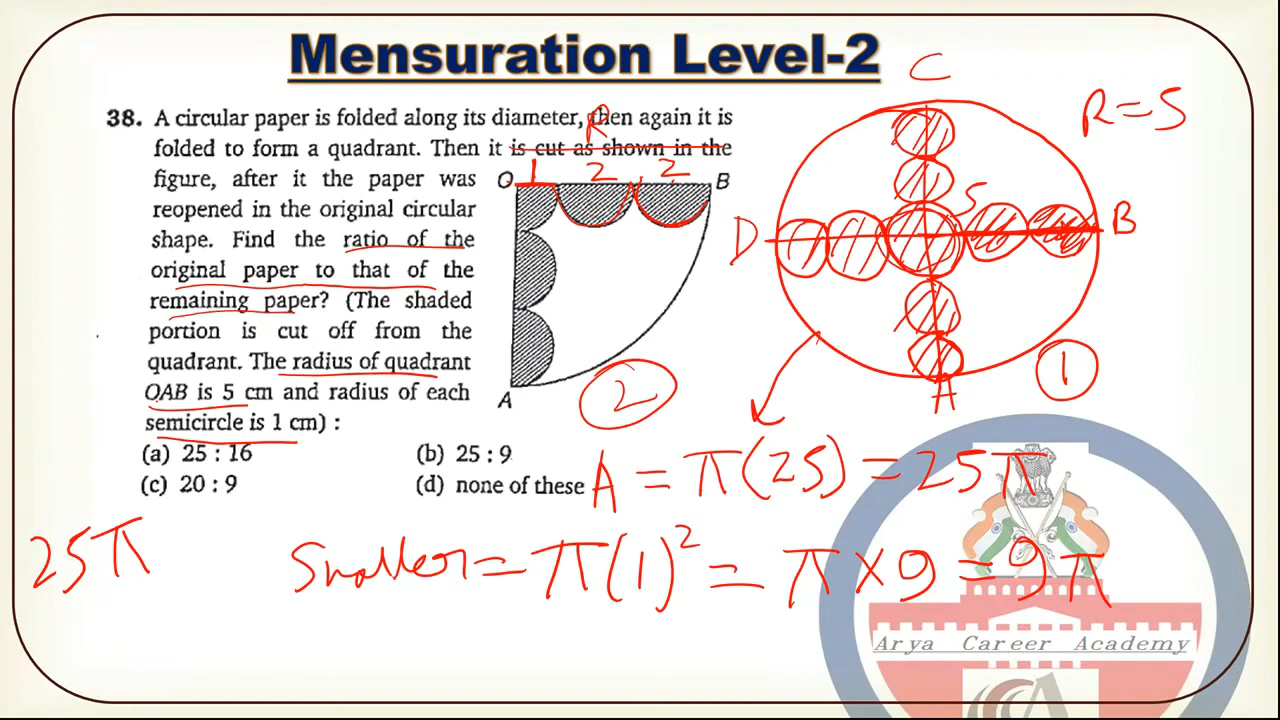 Mensuration Level-2
38. A circular paper is folded along its diameter, then again it is
folded to form a quadrant. Then it is cut as shown in the
figure, after it the paper was
reopened in the original circular
shape. Find the ratio of the
original paper to that of the
remaining paper? (The shaded
portion is cut off from the
quadrant. The radius of quadrant
OAB is 5 cm and radius of each
semicircle is 1 cm) :
(a) 25 : 16 (b) 25 : 9
(c) 20 : 9 (d) none of these
R
O 1 2 2 B
A
2
C
R=5
D 5 B
A
1
A = π(25) = 25π
25π Smaller = π(1)² = π×9 = 9π
Arya Career Academy